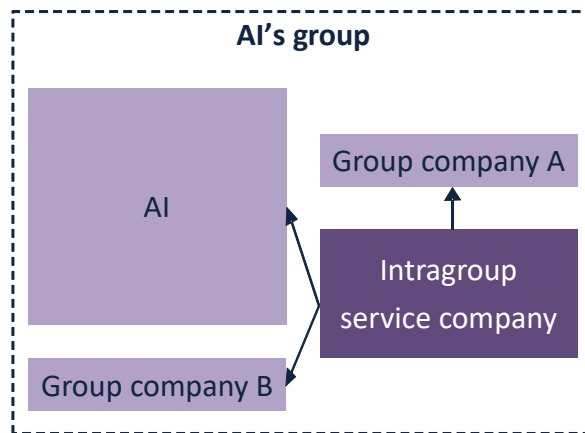 AI’s group
AI
Group company A
Intragroup
service company
Group company B